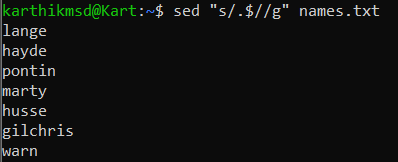 karthikmsd@Kart:~$ sed "s/.$//g" names.txt
lange
hayde
pontin
marty
husse
gilchris
warn